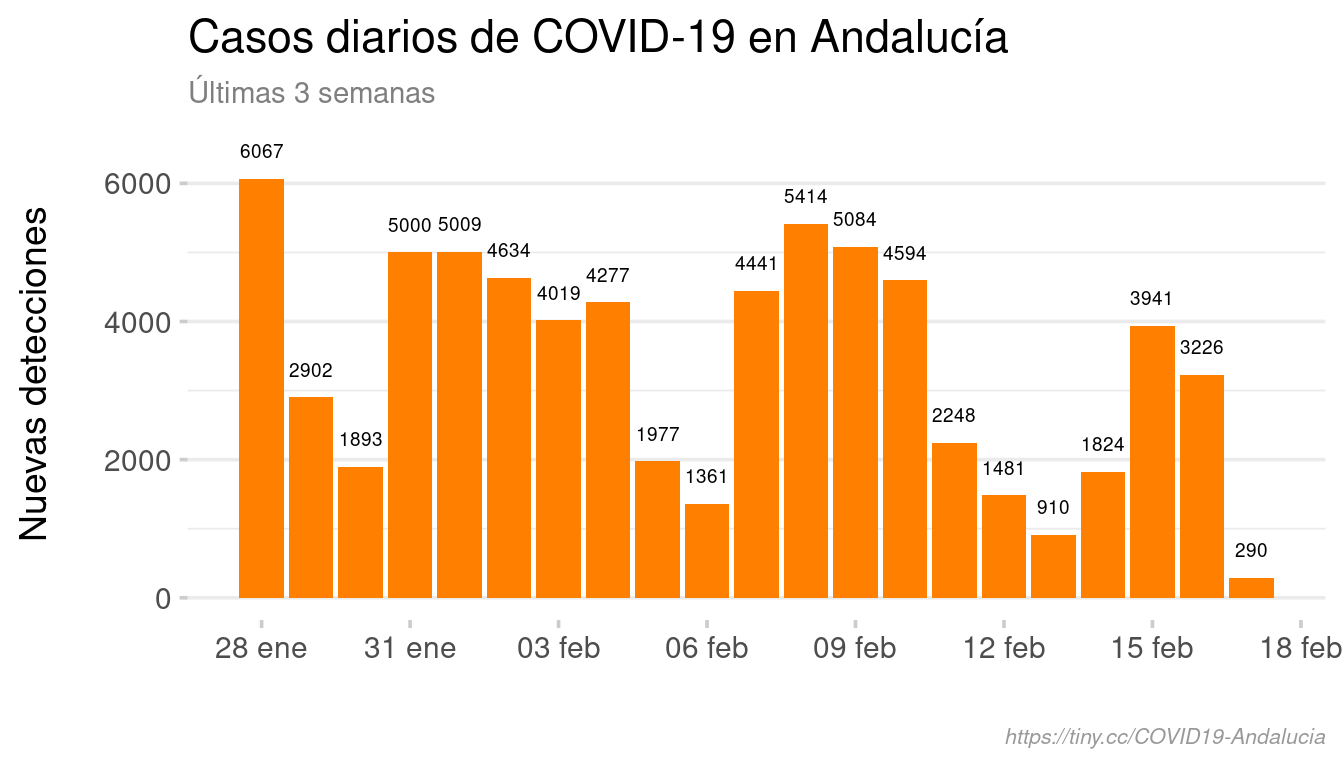 Casos diarios de COVID-19 en Andalucía
Últimas 3 semanas
Nuevas detecciones
6000
4000
2000
0
6067
2902
1893
5000
5009
4634
4019
4277
1977
1361
4441
5414
5084
4594
2248
1481
910
1824
3941
3226
290
28 ene
31 ene
03 feb
06 feb
09 feb
12 feb
15 feb
18 feb
https://tiny.cc/COVID19-Andalucia